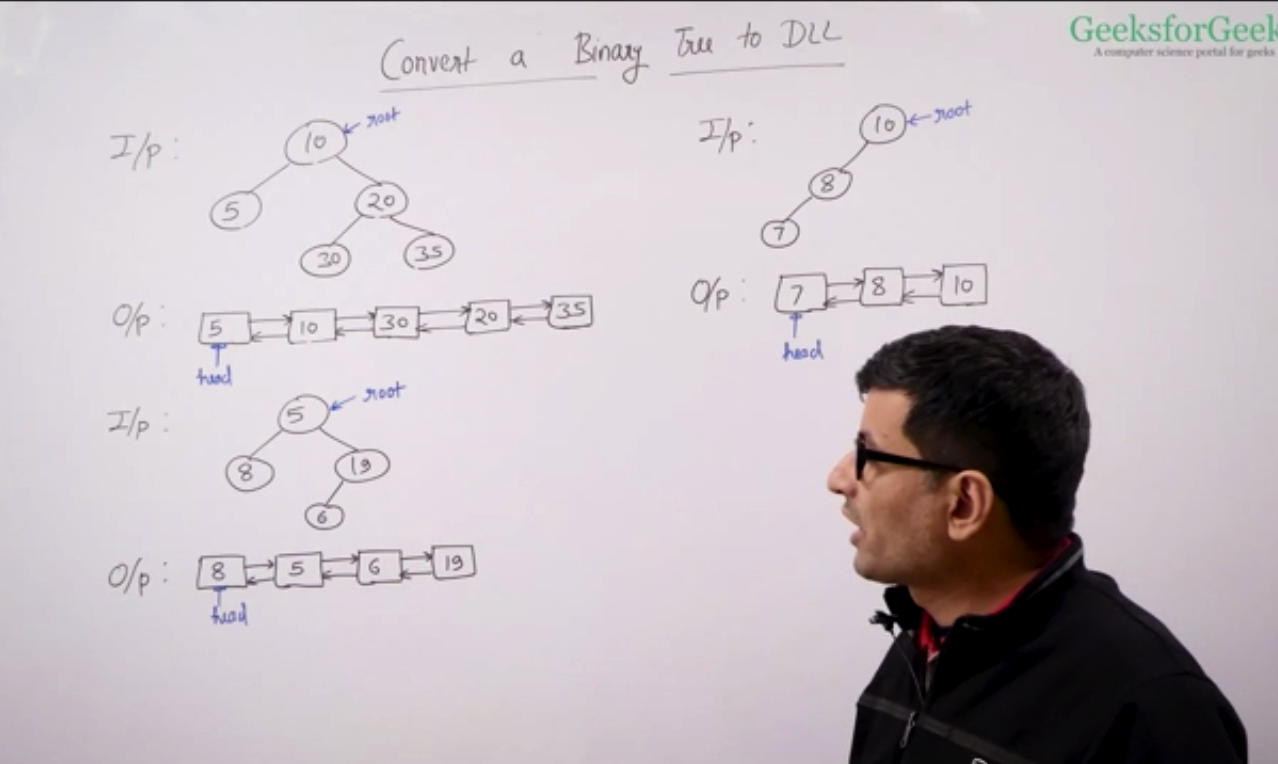 Convert a Binary Tree to DLL
GeeksforGeek
A computer science portal for geeks
I/p :
10
root
5
20
30
35
O/p :
5
10
30
20
35
head
I/p :
5
root
8
19
6
O/p :
8
5
6
19
head
I/p :
10
root
8
7
O/p :
7
8
10
head